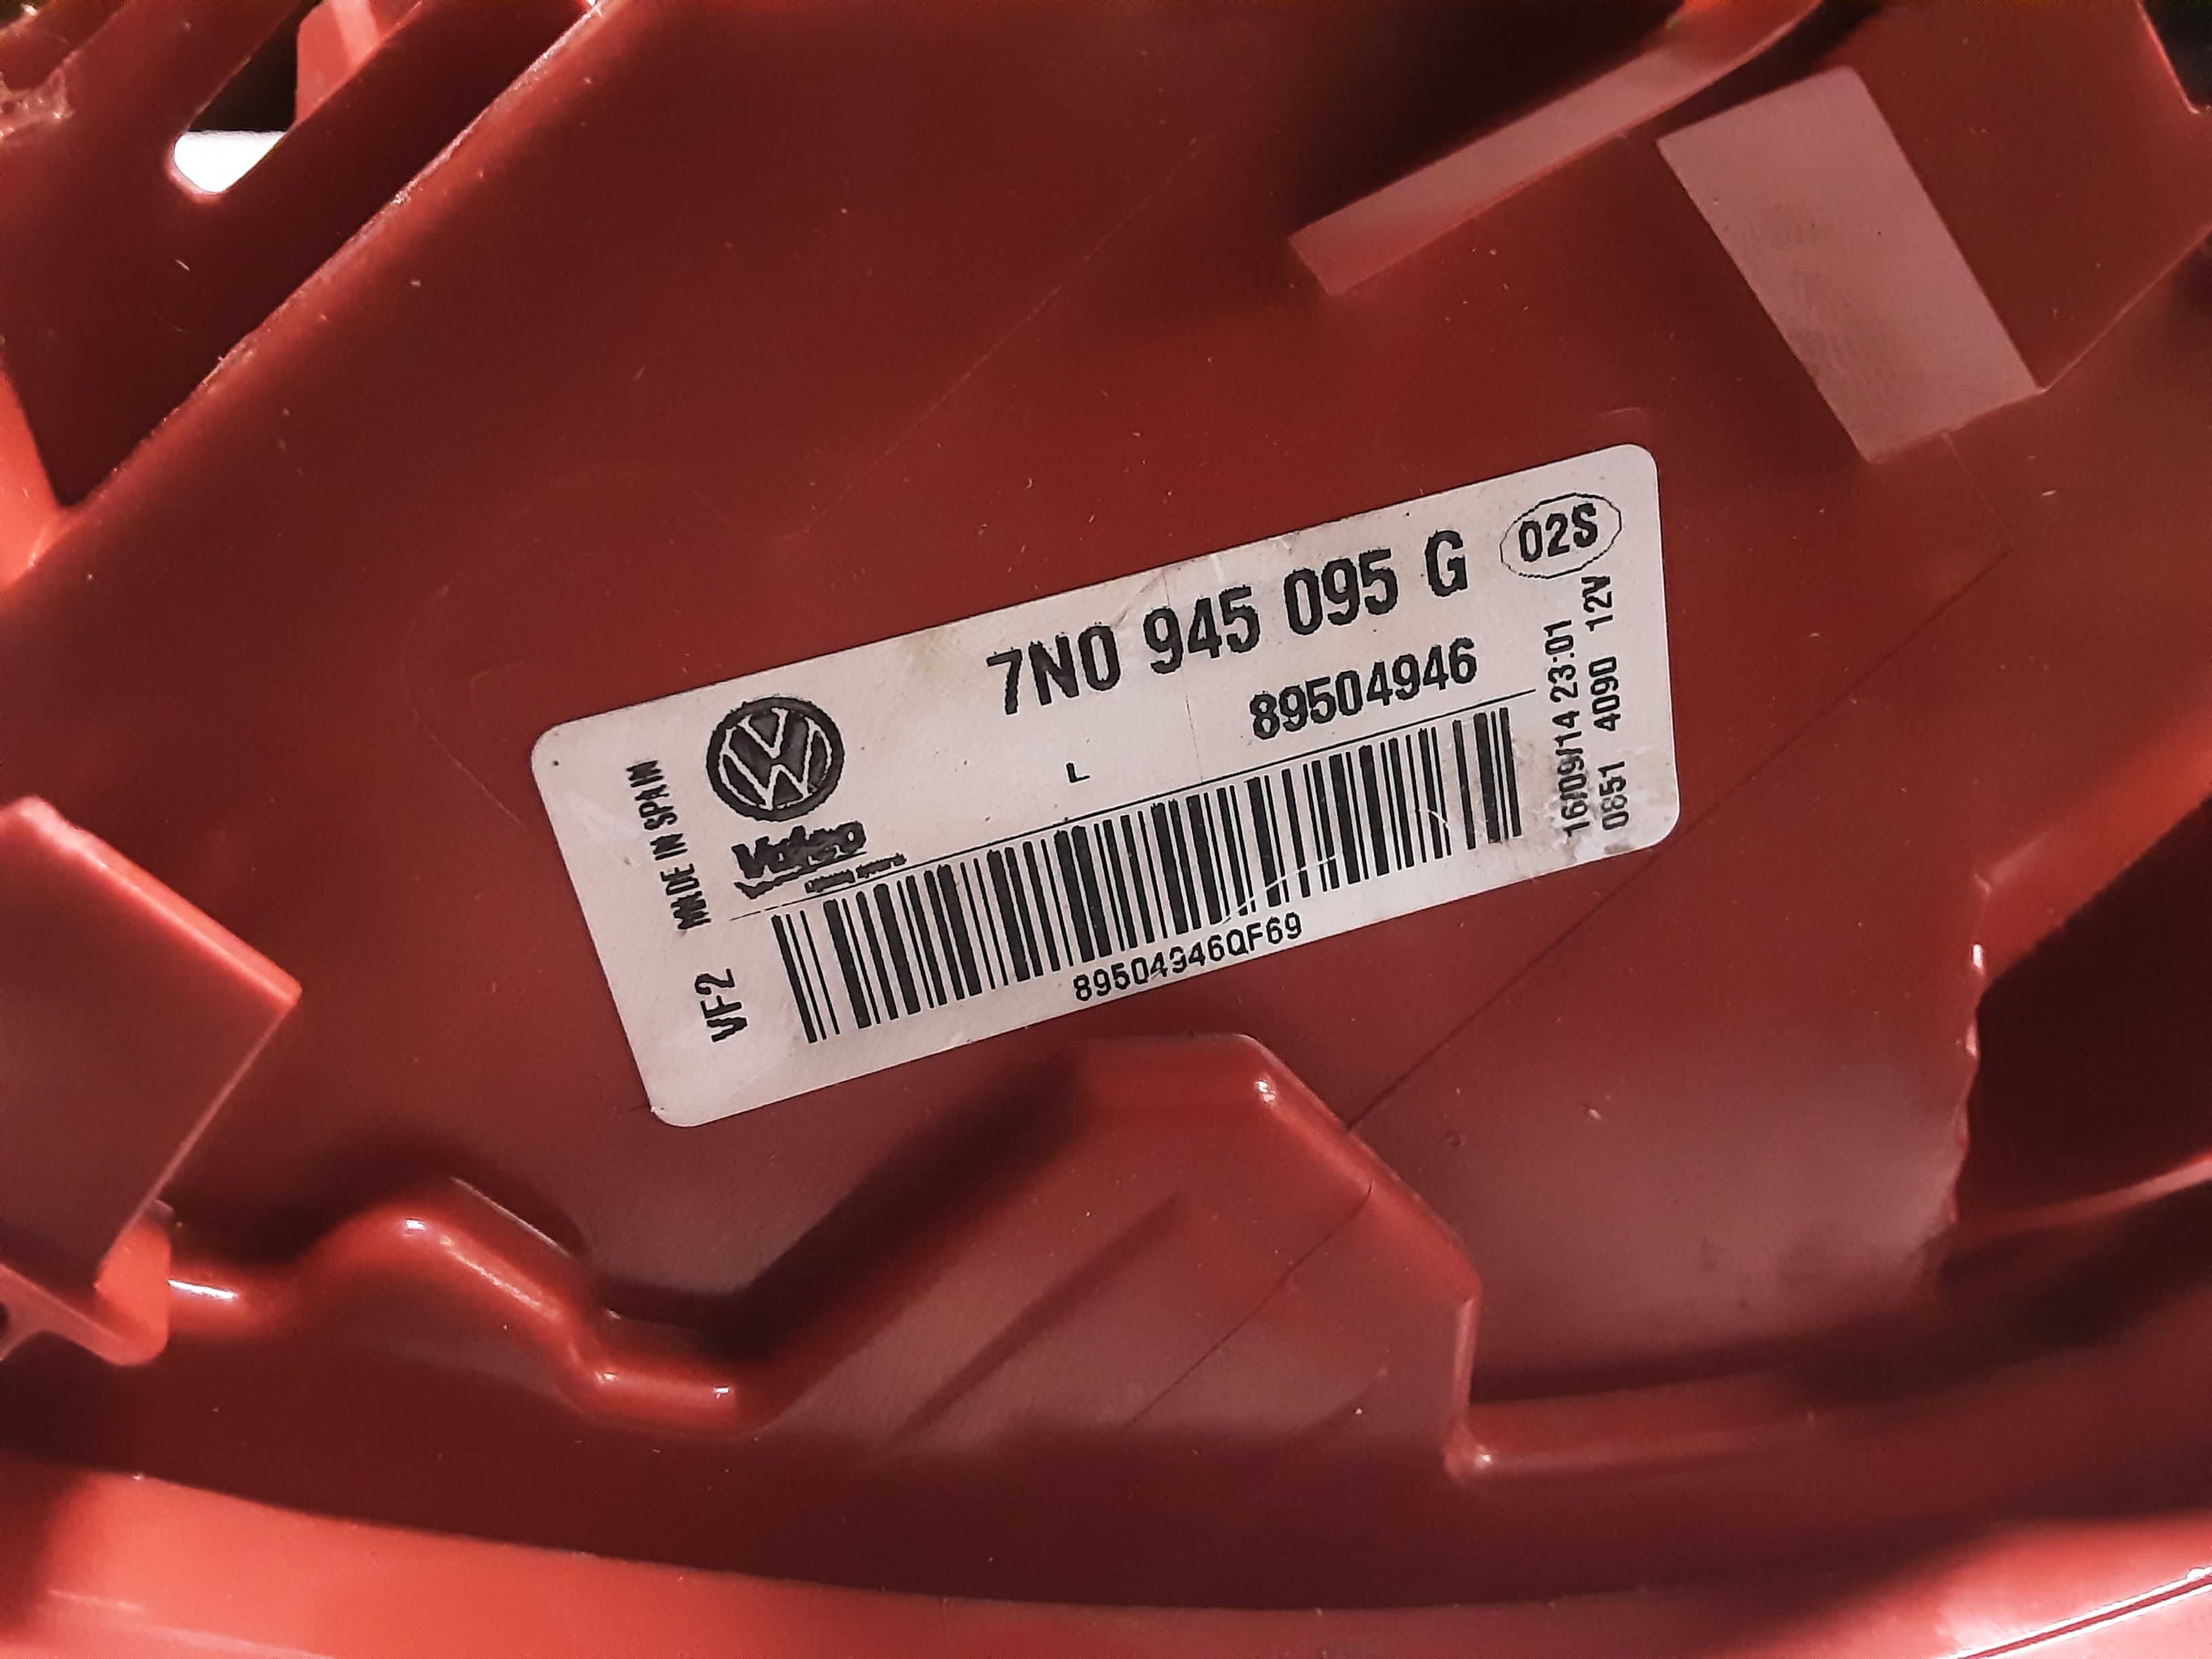 7N0 945 095 G
02S
89504946
L
Valeo
MADE IN SPAIN
VF2
89504946QF69
16/09/14 23:01
0851 4090 12V